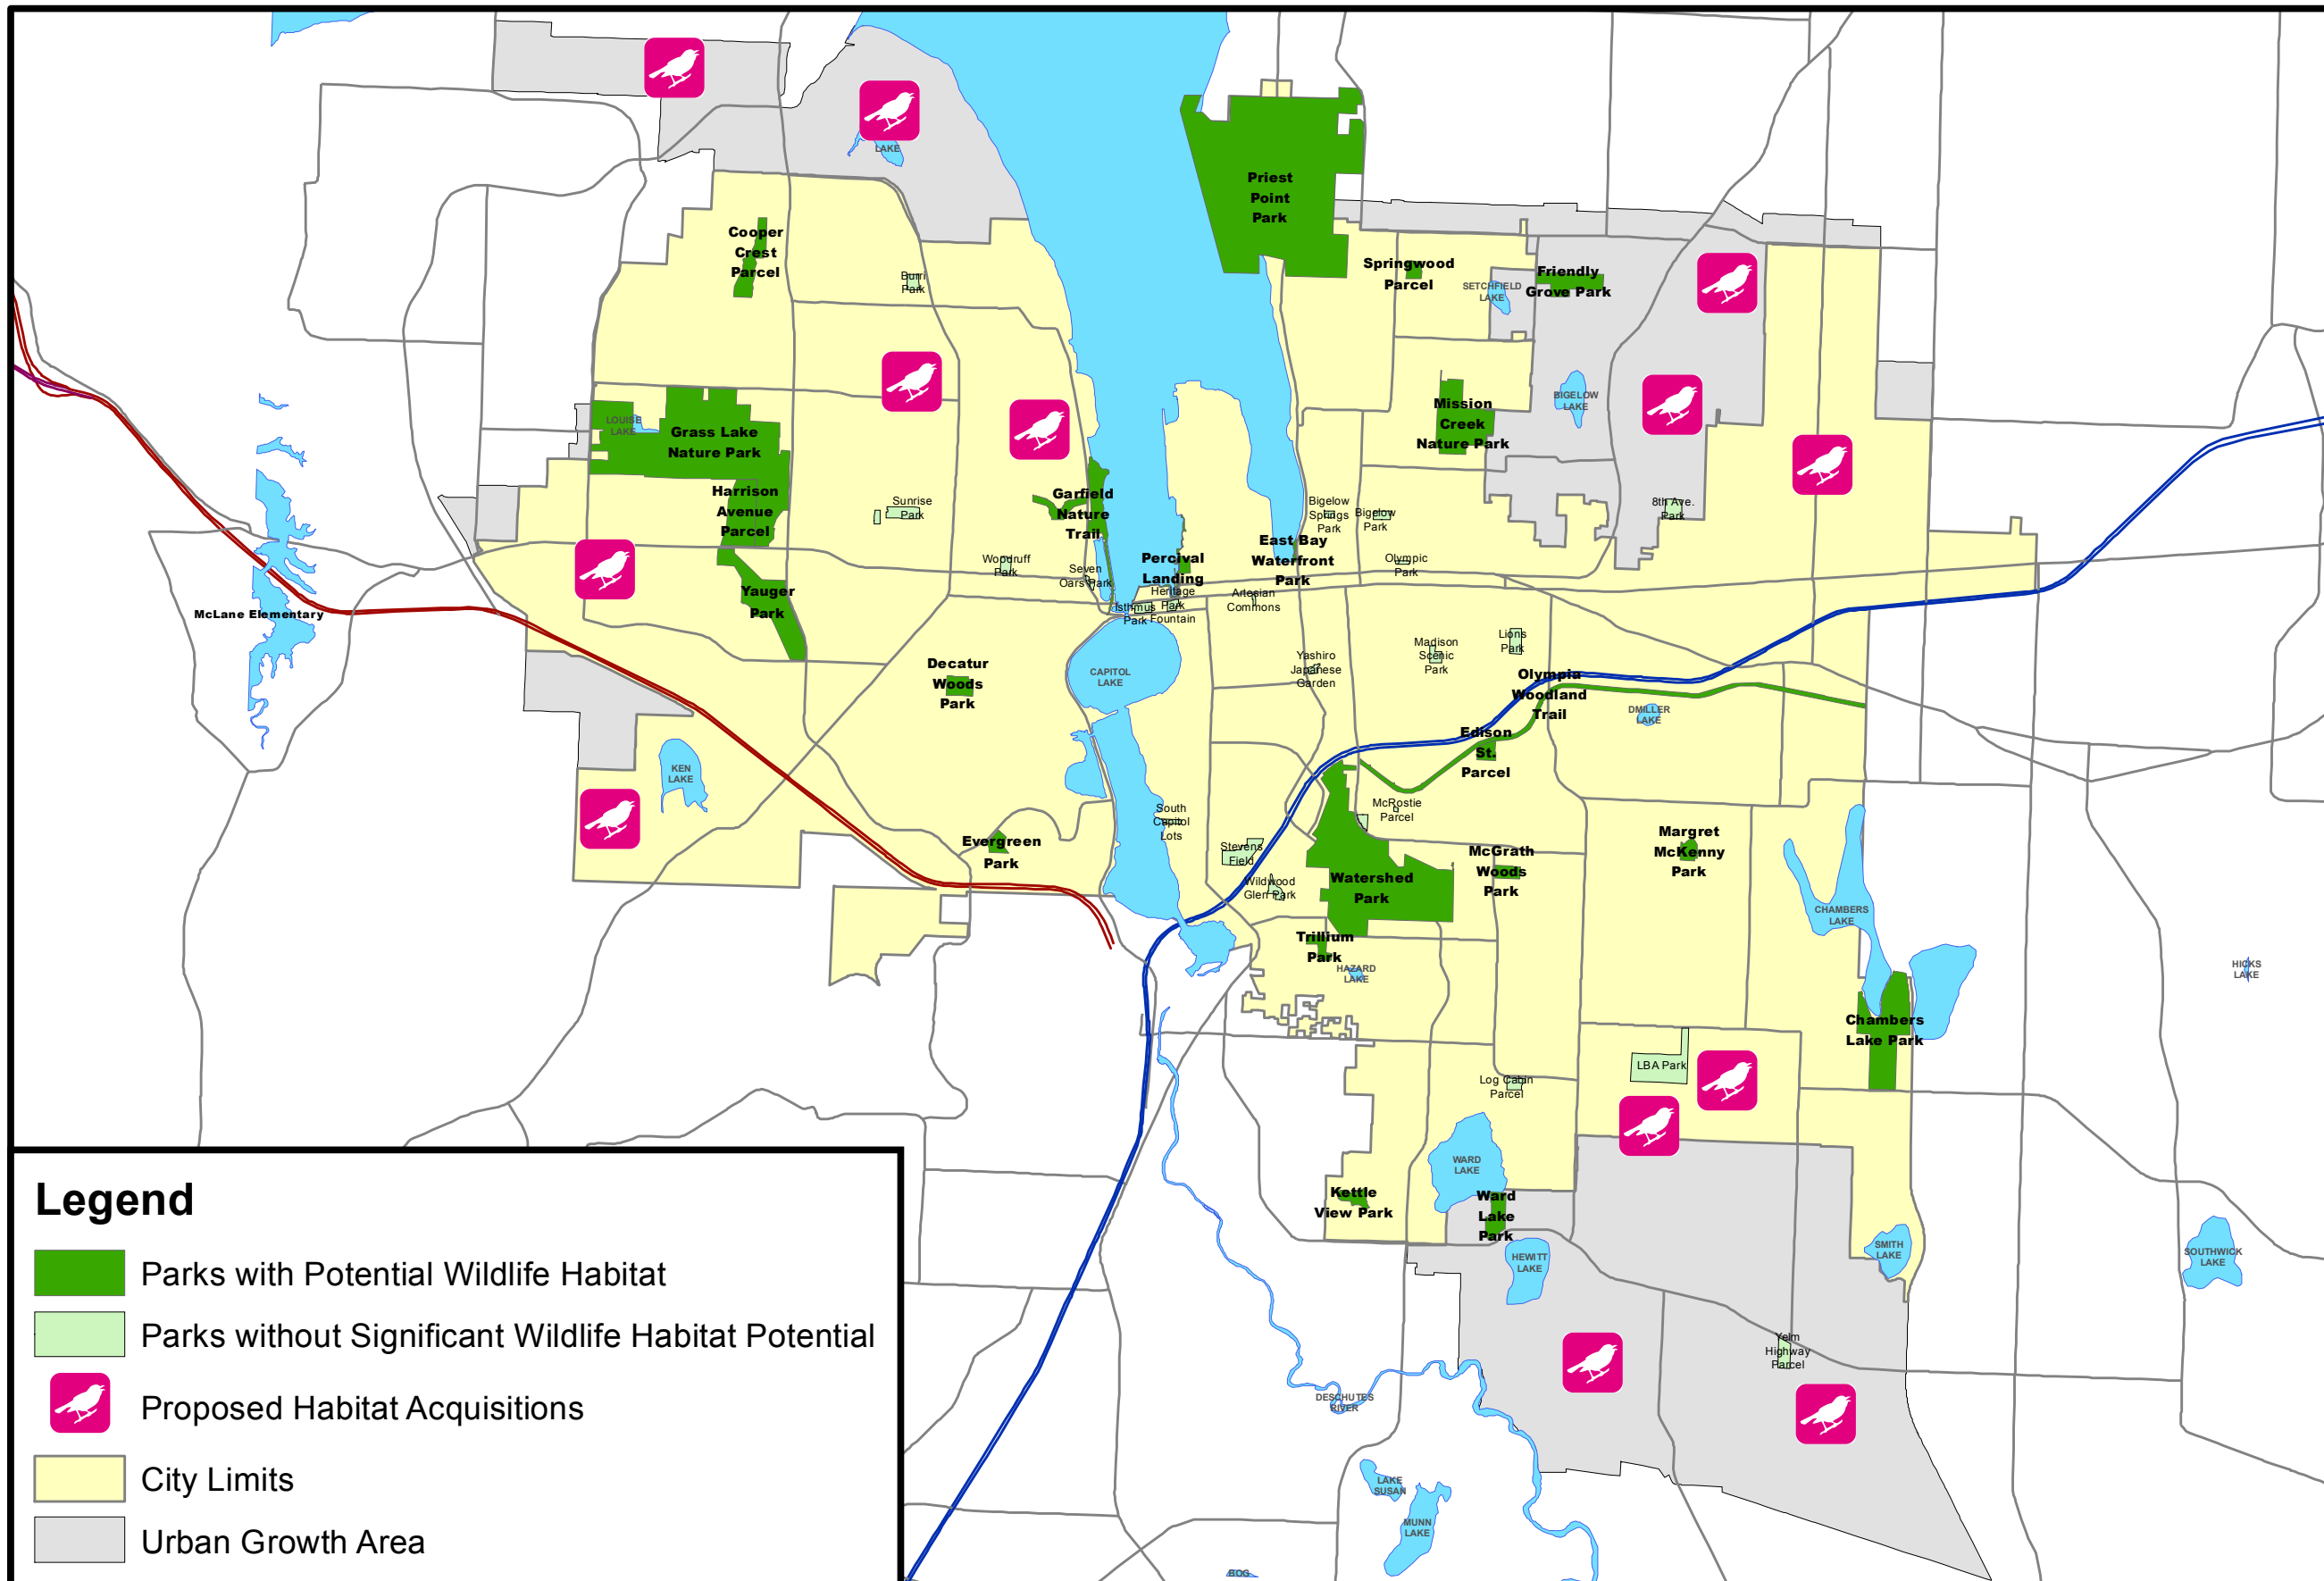 LAKE
Priest
Point
Park
Cooper
Crest
Parcel
Burri
Park
Springwood
Parcel
SETCHFIELD
LAKE
Friendly
Grove Park
LOUISE
LAKE
Grass Lake
Nature Park
Mission
Creek
Nature Park
BIGELOW
LAKE
Harrison
Avenue
Parcel
Sunrise
Park
Garfield
Nature
Trail
Bigelow
Springs
Park
Bigelow
Park
8th Ave.
Park
Woodruff
Park
Seven
Oars Park
Percival
Landing
East Bay
Waterfront
Park
Olympic
Park
McLane Elementary
Yauger
Park
Isthmus
Park
Heritage
Park
Fountain
Artesian
Commons
Decatur
Woods
Park
CAPITOL
LAKE
Yashiro
Japanese
Garden
Madison
Scenic
Park
Lions
Park
Olympia
Woodland
Trail
DMILLER
LAKE
Edison
St.
Parcel
KEN
LAKE
South
Capitol
Lots
McRostie
Parcel
Evergreen
Park
Stevens
Field
Wildwood
Glen Park
Watershed
Park
McGrath
Woods
Park
Margret
McKenny
Park
CHAMBERS
LAKE
Trillium
Park
HAZARD
LAKE
HICKS
LAKE
Chambers
Lake Park
LBA Park
Log Cabin
Parcel
WARD
LAKE
Kettle
View Park
Ward
Lake
Park
HEWITT
LAKE
SMITH
LAKE
SOUTHWICK
LAKE
Yelm
Highway
Parcel
DESCHUTES
RIVER
LAKE
SUSAN
MUNN
LAKE
BOG
Legend
Parks with Potential Wildlife Habitat
Parks without Significant Wildlife Habitat Potential
Proposed Habitat Acquisitions
City Limits
Urban Growth Area